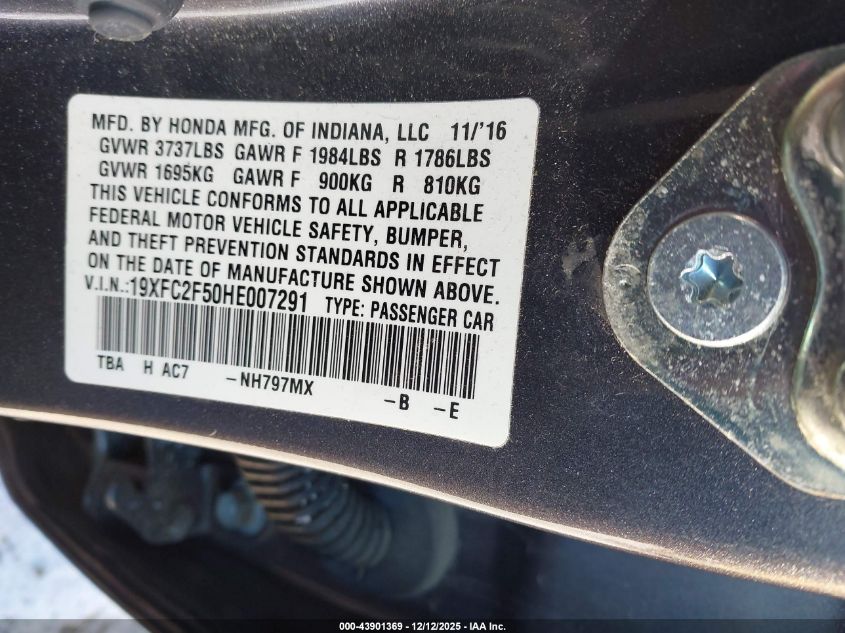 MFD. BY HONDA MFG. OF INDIANA, LLC 11/'16
GVWR 3737LBS GAWR F 1984LBS R 1786LBS
GVWR 1695KG GAWR F 900KG R 810KG
THIS VEHICLE CONFORMS TO ALL APPLICABLE
FEDERAL MOTOR VEHICLE SAFETY, BUMPER,
AND THEFT PREVENTION STANDARDS IN EFFECT
ON THE DATE OF MANUFACTURE SHOWN ABOVE.
V.I.N.:19XFC2F50HE007291 TYPE: PASSENGER CAR
TBA H AC7 -NH797MX -B -E
000-43901369 - 12/12/2025 - IAA Inc.